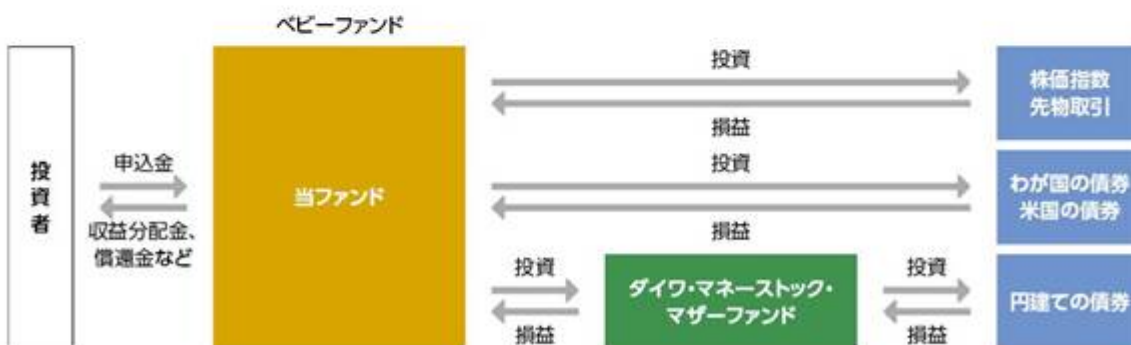 ベビーファンド
投資者
申込金
収益分配金、
償還金など
当ファンド
投資
損益
株価指数
先物取引
投資
損益
わが国の債券
米国の債券
投資
損益
ダイワ・マネーストック・
マザーファンド
投資
損益
円建ての債券